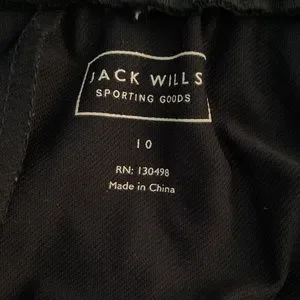 JACK WILLS
SPORTING GOODS
10
RN: 130498
Made in China